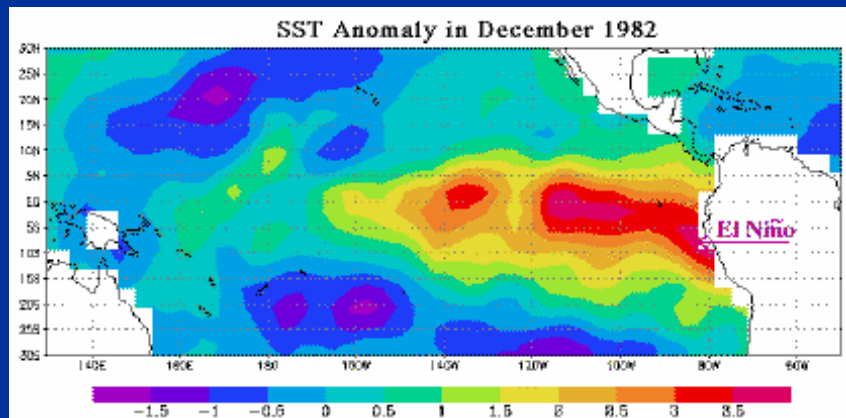 SST Anomaly in December 1982
30N
25N
20N
15N
10N
5N
EQ
5S
10S
15S
20S
25S
30S
El Niño
140E 160E 180 160W 140W 120W 100W 80W 60W
-1.5 -1 -0.5 0 0.5 1 1.5 2 2.5 3 3.5